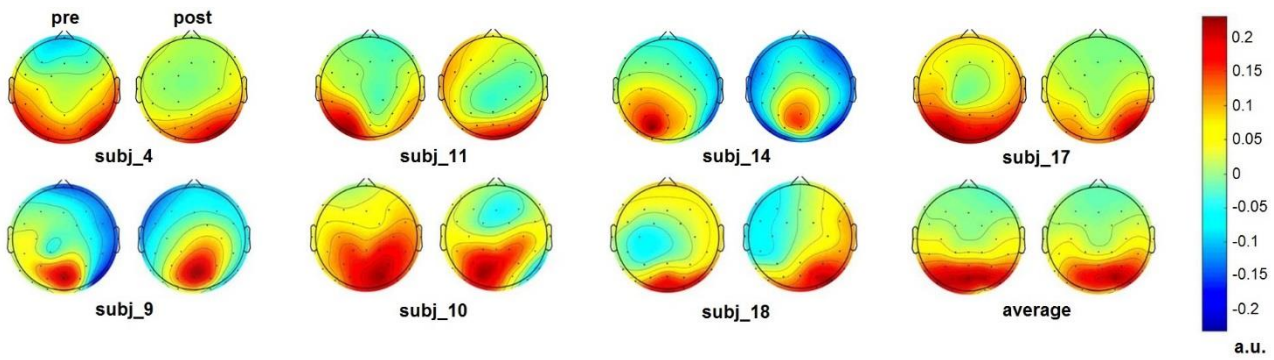 pre post
subj_4 subj_11 subj_14 subj_17
subj_9 subj_10 subj_18 average
0.2
0.15
0.1
0.05
0
-0.05
-0.1
-0.15
-0.2
a.u.